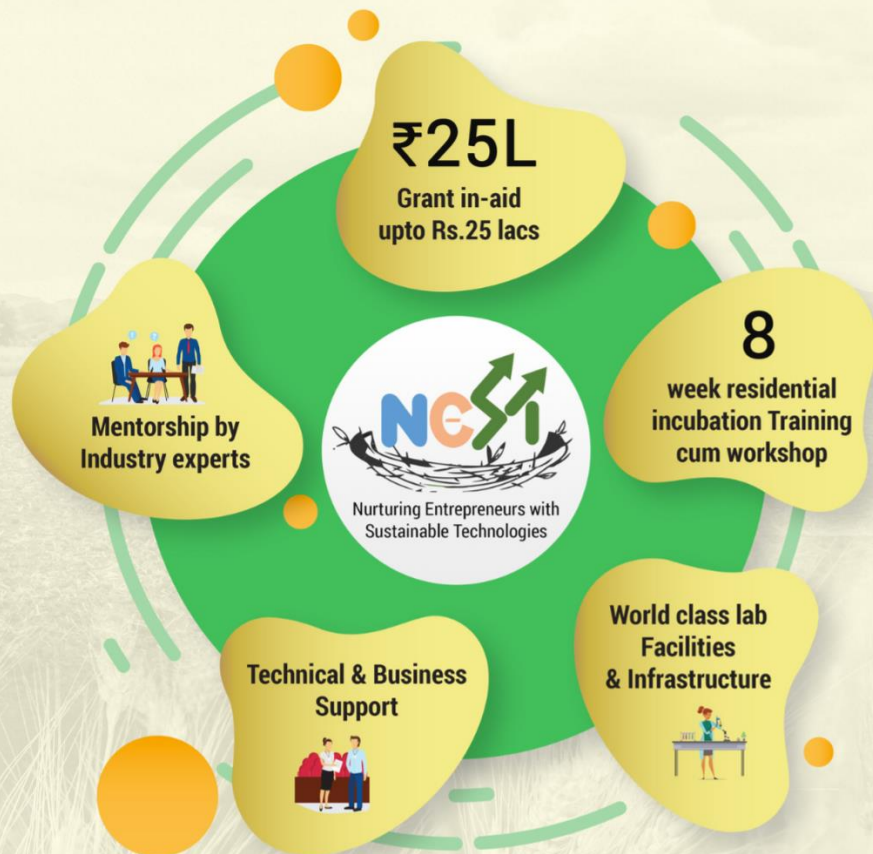 ₹25L
Grant in-aid
upto Rs.25 lacs
8
week residential
incubation Training
cum workshop
Mentorship by
Industry experts
Nurturing Entrepreneurs with
Sustainable Technologies
World class lab
Facilities
& Infrastructure
Technical & Business
Support